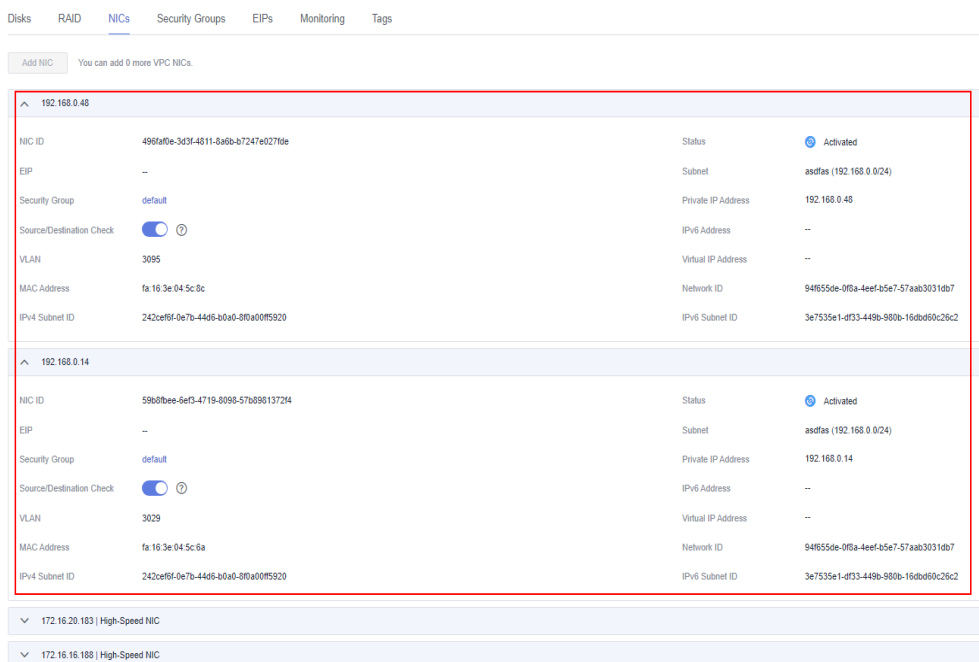 Disks RAID NICs Security Groups EIPs Monitoring Tags
Add NIC You can add 0 more VPC NICs.
192.168.0.48
NIC ID 496faf0e-3d3f-4811-8a6b-b7247e027fde Status Activated
EIP -- Subnet asdfas (192.168.0.0/24)
Security Group default Private IP Address 192.168.0.48
Source/Destination Check IPv6 Address --
VLAN 3095 Virtual IP Address --
MAC Address fa:16:3e:04:5c:8c Network ID 94f655de-0f8a-4eef-b5e7-57aab3031db7
IPv4 Subnet ID 242cef6f-0e7b-44d6-b0a0-8f0a00ff5920 IPv6 Subnet ID 3e7535e1-df33-449b-980b-16dbd60c26c2
192.168.0.14
NIC ID 59b8fbee-6ef3-4719-8098-57b8981372f4 Status Activated
EIP -- Subnet asdfas (192.168.0.0/24)
Security Group default Private IP Address 192.168.0.14
Source/Destination Check IPv6 Address --
VLAN 3029 Virtual IP Address --
MAC Address fa:16:3e:04:5c:6a Network ID 94f655de-0f8a-4eef-b5e7-57aab3031db7
IPv4 Subnet ID 242cef6f-0e7b-44d6-b0a0-8f0a00ff5920 IPv6 Subnet ID 3e7535e1-df33-449b-980b-16dbd60c26c2
172.16.20.183 | High-Speed NIC
172.16.16.188 | High-Speed NIC